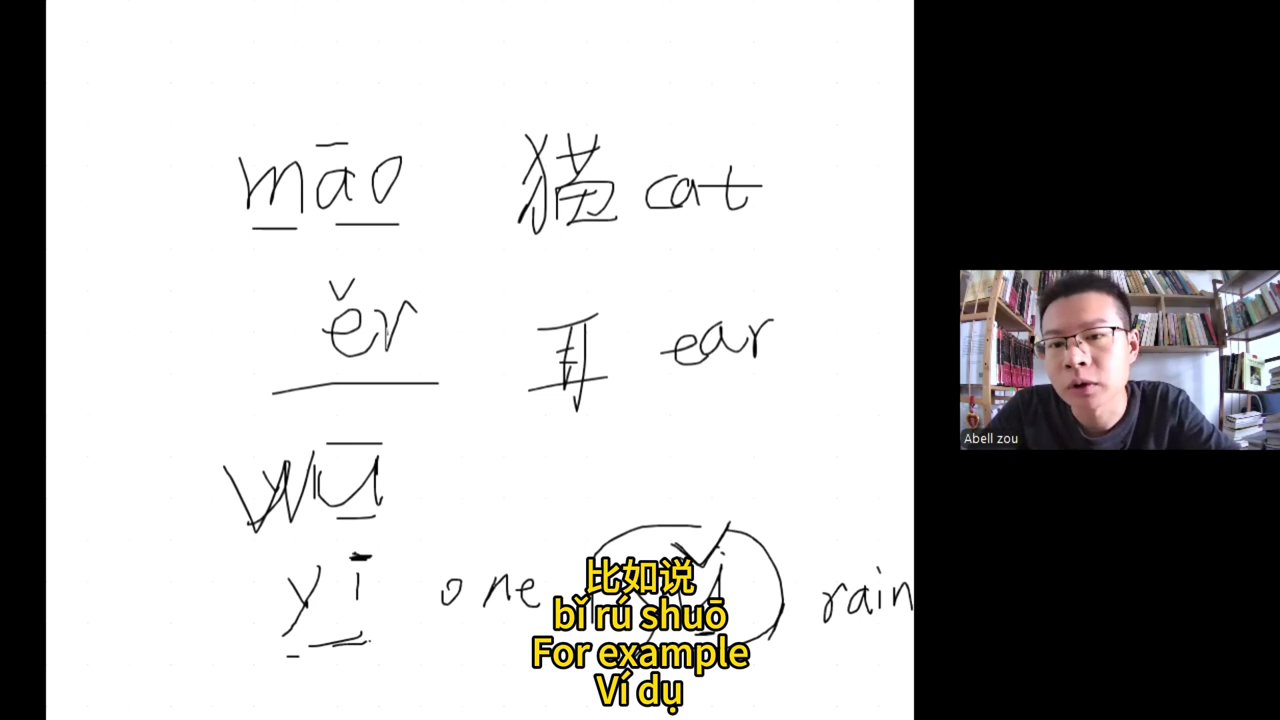 māo 猫 cat
ěr 耳 ear
wū
yī one rain
比如说
bǐ rú shuō
For example
Ví dụ
Abell zou